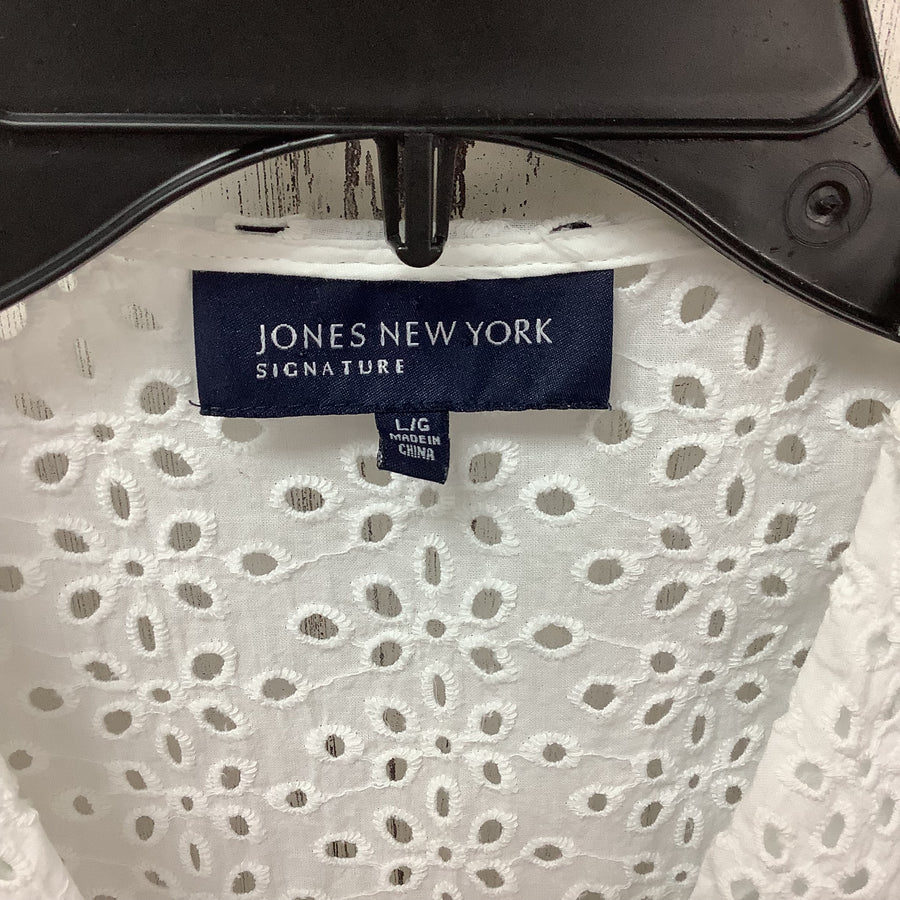 JONES NEW YORK
SIGNATURE
L/G
MADE IN
CHINA